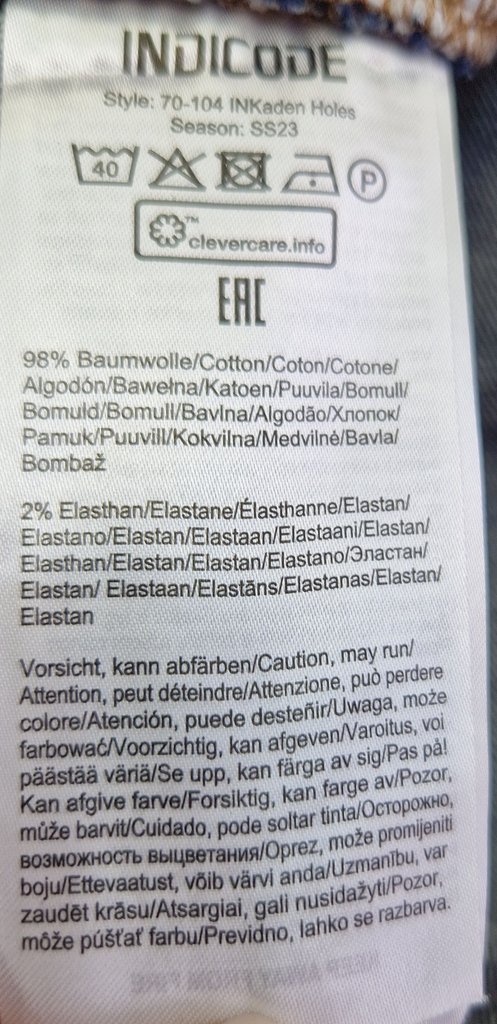 INDICODE
Style: 70-104 INKaden Holes
Season: SS23
40
P
™
clevercare.info
EAC
98% Baumwolle/Cotton/Coton/Cotone/
Algodón/Bawełna/Katoen/Puuvila/Bomull/
Bomuld/Bomull/Bavlna/Algodão/Хлопок/
Pamuk/Puuvill/Kokvilna/Medvilnė/Bavla/
Bombaž
2% Elasthan/Elastane/Élasthanne/Elastan/
Elastano/Elastan/Elastaan/Elastaani/Elastan/
Elasthan/Elastan/Elastan/Elastano/Эластан/
Elastan/ Elastaan/Elastāns/Elastanas/Elastan/
Elastan
Vorsicht, kann abfärben/Caution, may run/
Attention, peut déteindre/Attenzione, può perdere
colore/Atención, puede desteñir/Uwaga, może
farbować/Voorzichtig, kan afgeven/Varoitus, voi
päästää väriä/Se upp, kan färga av sig/Pas på!
Kan afgive farve/Forsiktig, kan farge av/Pozor,
může barvit/Cuidado, pode soltar tinta/Осторожно,
возможность выцветания/Oprez, može promijeniti
boju/Ettevaatust, võib värvi anda/Uzmanību, var
zaudēt krāsu/Atsargiai, gali nusidažyti/Pozor,
môže púšťať farbu/Previdno, lahko se razbarva.
KEEP AWAY FROM FIRE